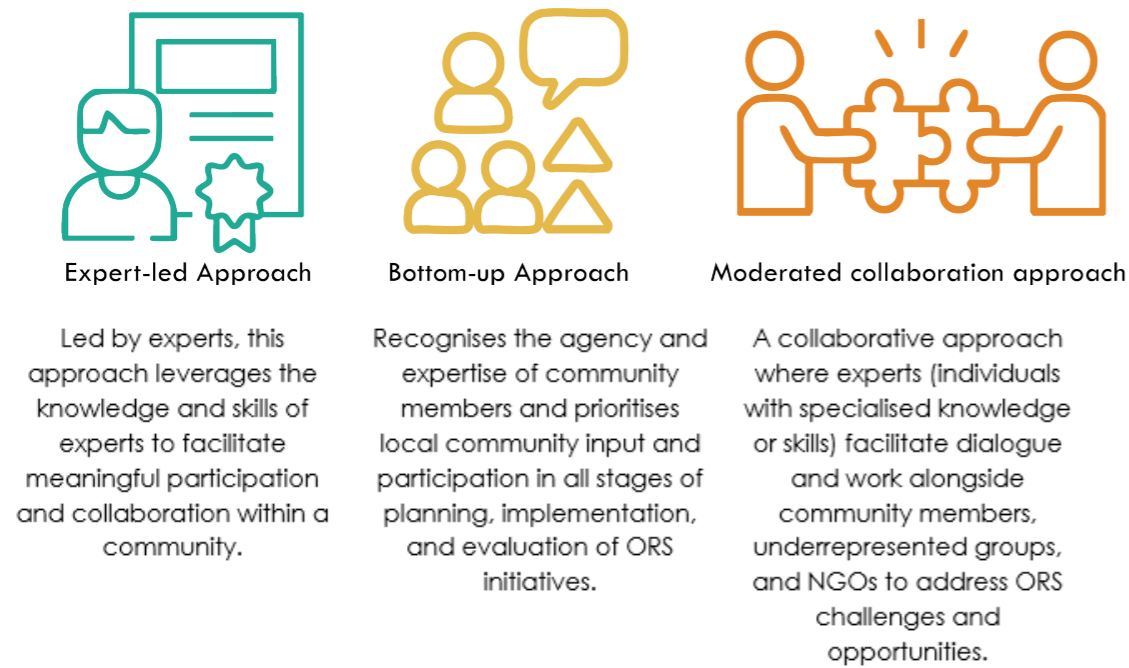 Expert-led Approach
Led by experts, this
approach leverages the
knowledge and skills of
experts to facilitate
meaningful participation
and collaboration within a
community.
Bottom-up Approach
Recognises the agency and
expertise of community
members and prioritises
local community input and
participation in all stages of
planning, implementation,
and evaluation of ORS
initiatives.
Moderated collaboration approach
A collaborative approach
where experts (individuals
with specialised knowledge
or skills) facilitate dialogue
and work alongside
community members,
underrepresented groups,
and NGOs to address ORS
challenges and
opportunities.